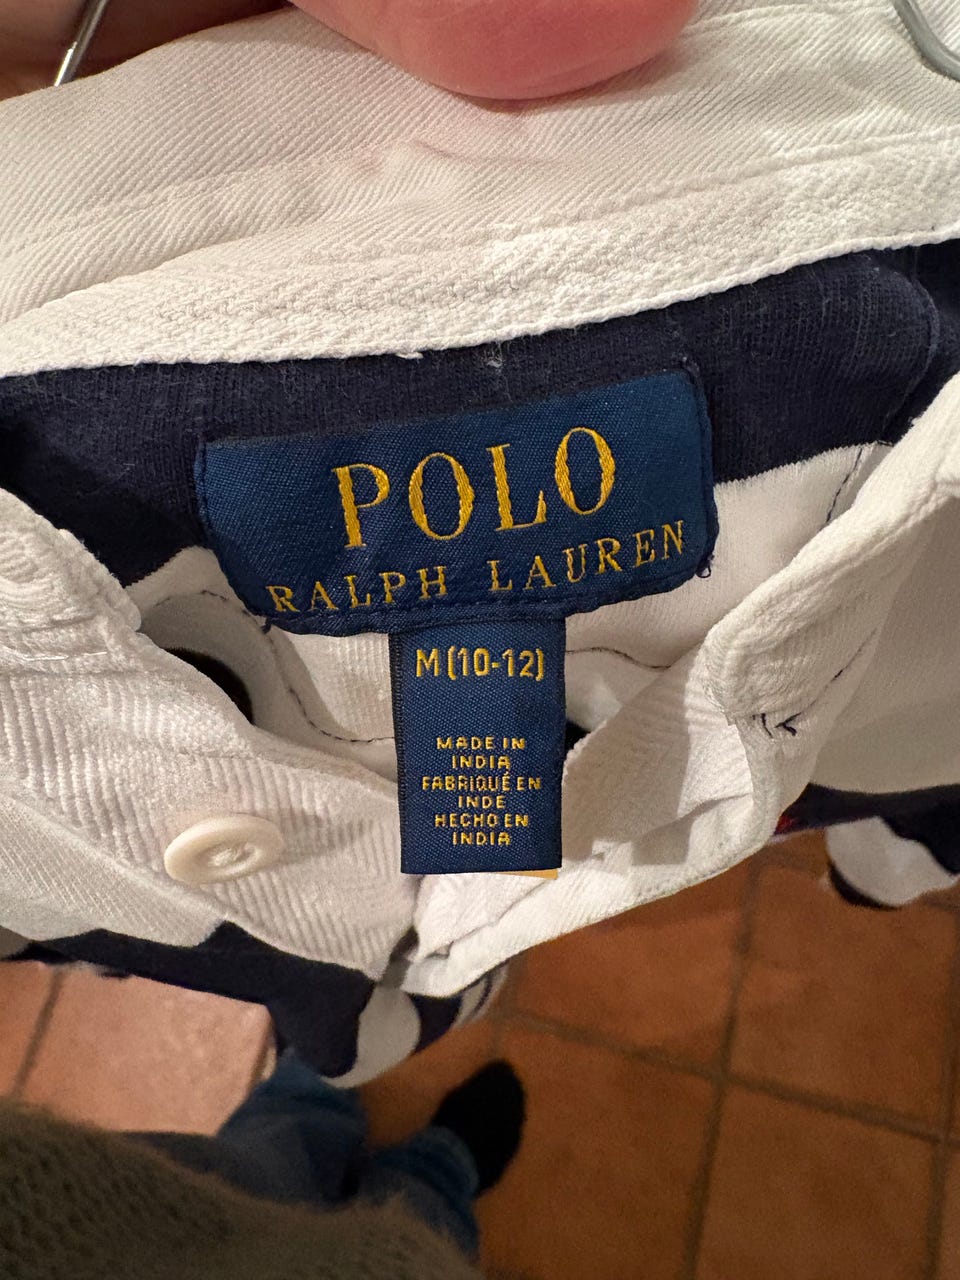 POLO
RALPH LAUREN
M (10-12)
MADE IN
INDIA
FABRIQUÉ EN
INDE
HECHO EN
INDIA